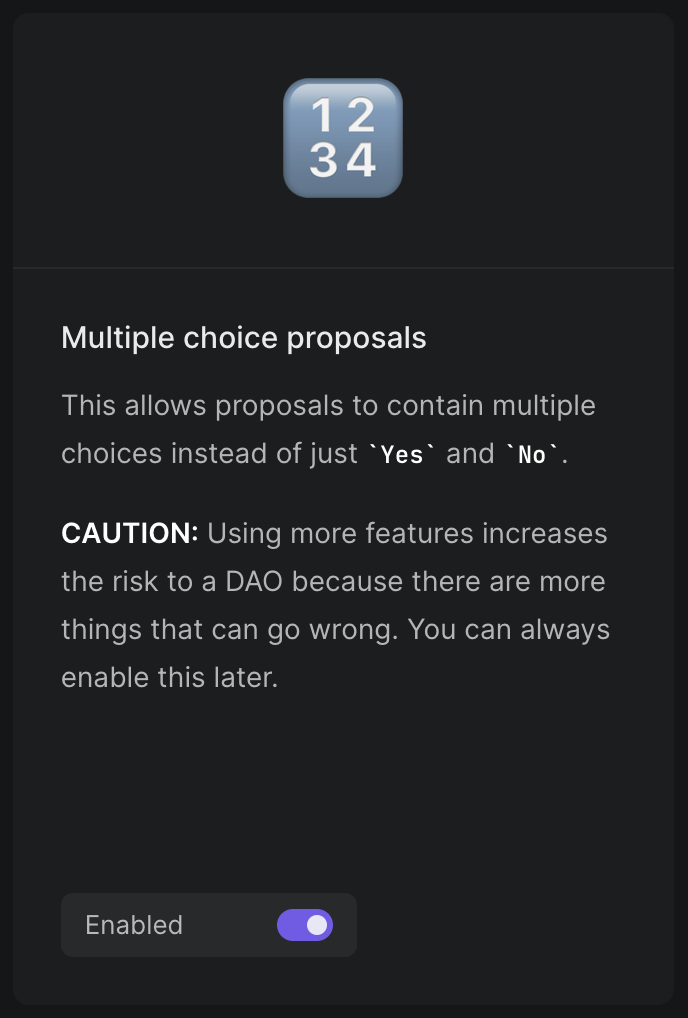 1 2
3 4
Multiple choice proposals
This allows proposals to contain multiple
choices instead of just `Yes` and `No`.
CAUTION: Using more features increases
the risk to a DAO because there are more
things that can go wrong. You can always
enable this later.
Enabled